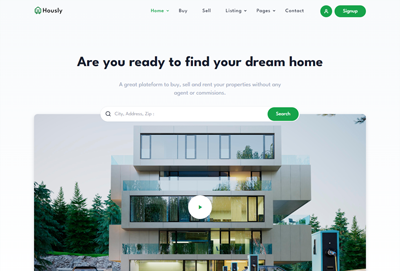 Hously
Home Buy Sell Listing Pages Contact Signup
Are you ready to find your dream home
A great plateform to buy, sell and rent your properties without any
agent or commisions.
City, Address, Zip :
Search